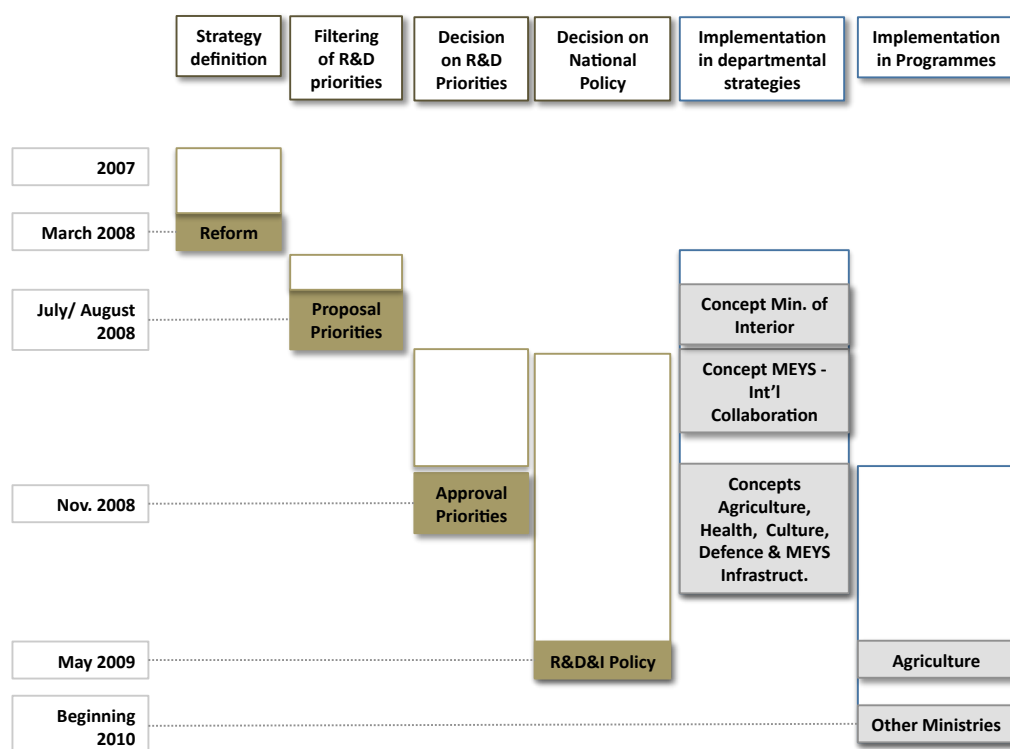 Strategy
definition
Filtering
of R&D
priorities
Decision
on R&D
Priorities
Decision on
National
Policy
Implementation
in departmental
strategies
Implementation
in Programmes
2007
March 2008
Reform
July/ August
2008
Proposal
Priorities
Concept Min. of
Interior
Concept MEYS -
Int'l
Collaboration
Nov. 2008
Approval
Priorities
Concepts
Agriculture,
Health, Culture,
Defence & MEYS
Infrastruct.
May 2009
R&D&I Policy
Agriculture
Beginning
2010
Other Ministries